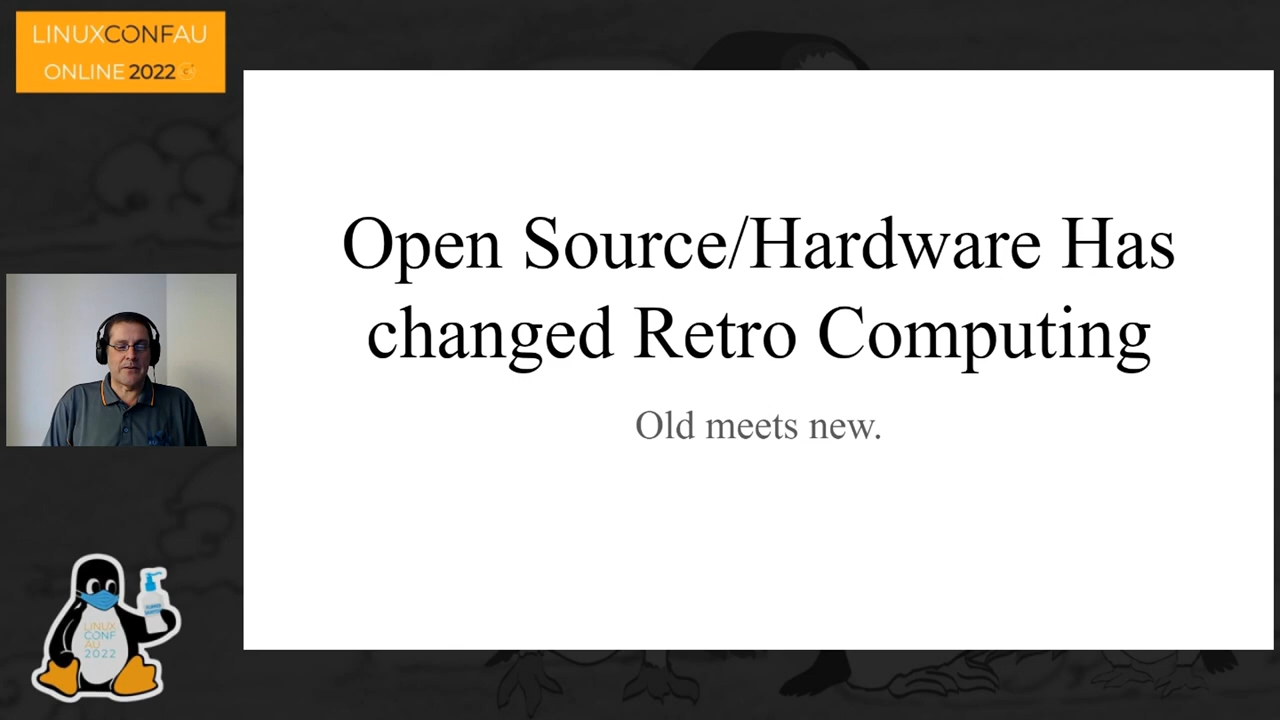 LINUXCONFAU
ONLINE 2022
Open Source/Hardware Has
changed Retro Computing
Old meets new.
LINUX
CONF
AU
2022